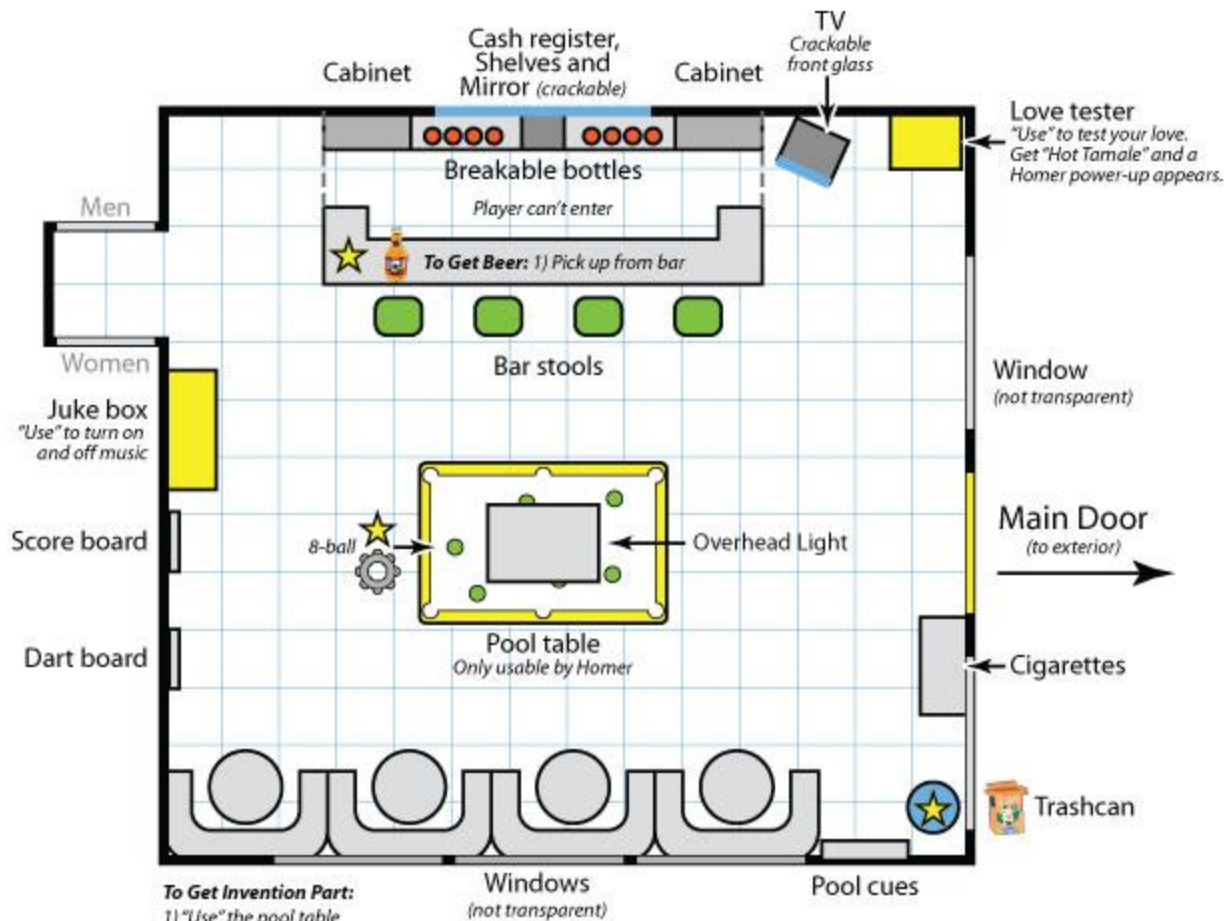 TV
Crackable
front glass
Cash register,
Shelves and
Mirror (crackable)
Cabinet
Cabinet
Love tester
"Use" to test your love.
Get "Hot Tamale" and a
Homer power-up appears.
Breakable bottles
Player can't enter
Men
To Get Beer: 1) Pick up from bar
Women
Bar stools
Window
(not transparent)
Juke box
"Use" to turn on
and off music
Main Door
(to exterior)
Score board
8-ball
Overhead Light
Pool table
Only usable by Homer
Dart board
Cigarettes
Trashcan
Windows
(not transparent)
Pool cues
To Get Invention Part:
1) "Use" the pool table